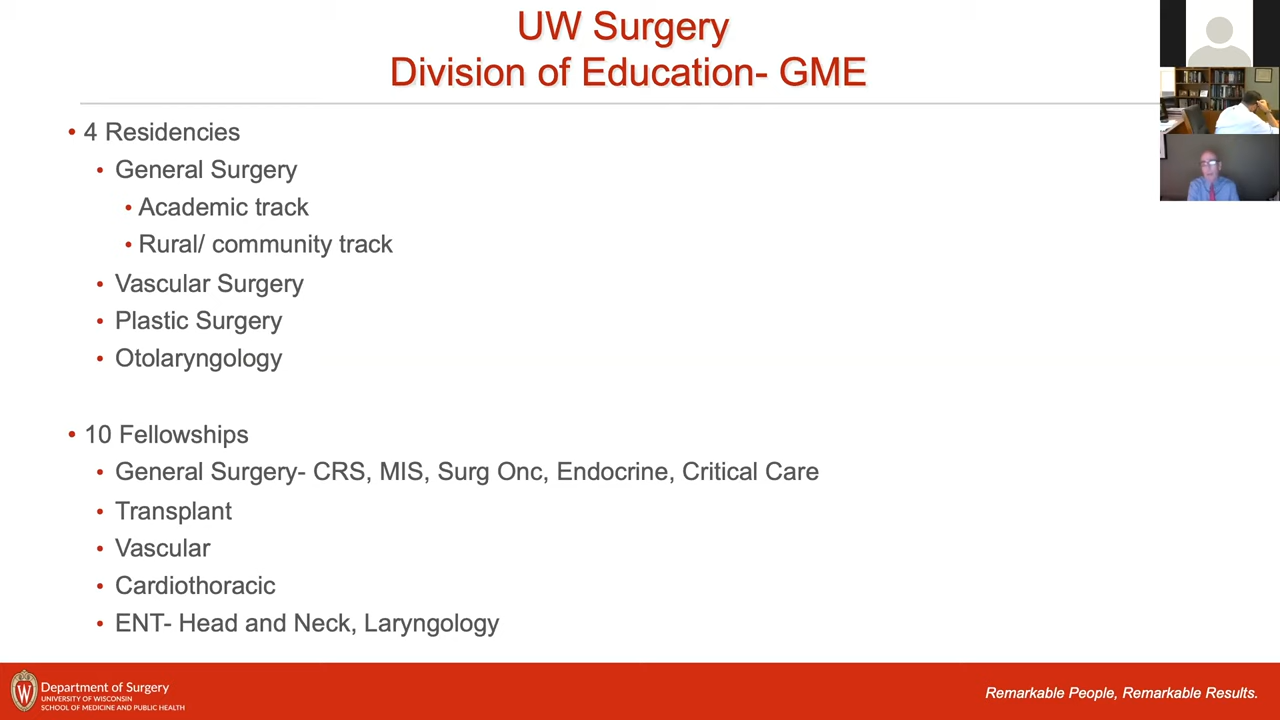 UW Surgery
Division of Education- GME
• 4 Residencies
• General Surgery
• Academic track
• Rural/ community track
• Vascular Surgery
• Plastic Surgery
• Otolaryngology
• 10 Fellowships
• General Surgery- CRS, MIS, Surg Onc, Endocrine, Critical Care
• Transplant
• Vascular
• Cardiothoracic
• ENT- Head and Neck, Laryngology
W
Department of Surgery
UNIVERSITY OF WISCONSIN
SCHOOL OF MEDICINE AND PUBLIC HEALTH
Remarkable People, Remarkable Results.